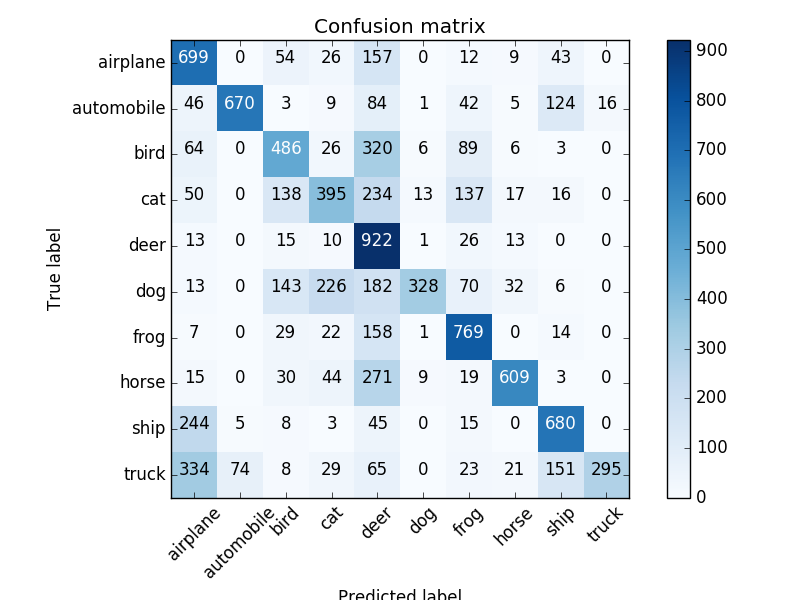 Confusion matrix
airplane 699 0 54 26 157 0 12 9 43 0
automobile 46 670 3 9 84 1 42 5 124 16
bird 64 0 486 26 320 6 89 6 3 0
cat 50 0 138 395 234 13 137 17 16 0
deer 13 0 15 10 922 1 26 13 0 0
dog 13 0 143 226 182 328 70 32 6 0
frog 7 0 29 22 158 1 769 0 14 0
horse 15 0 30 44 271 9 19 609 3 0
ship 244 5 8 3 45 0 15 0 680 0
truck 334 74 8 29 65 0 23 21 151 295
True label
airplane automobile bird cat deer dog frog horse ship truck
Predicted label
900
800
700
600
500
400
300
200
100
0